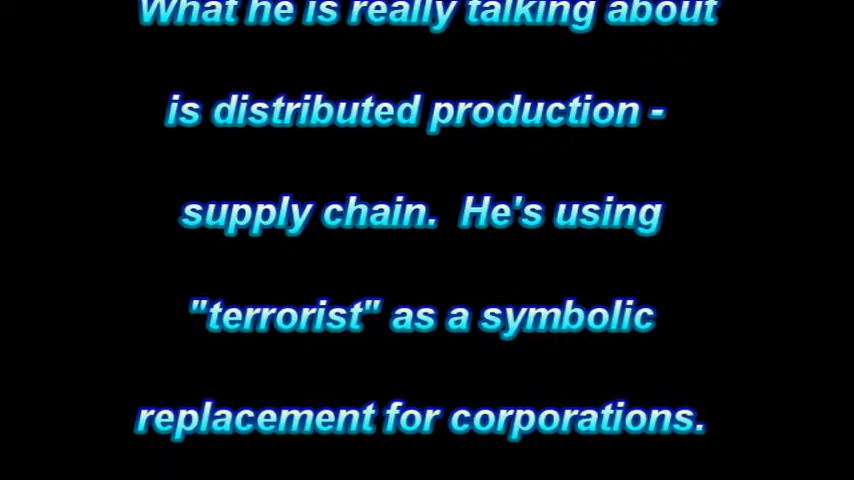 What he is really talking about
is distributed production -
supply chain.  He's using
"terrorist" as a symbolic
replacement for corporations.